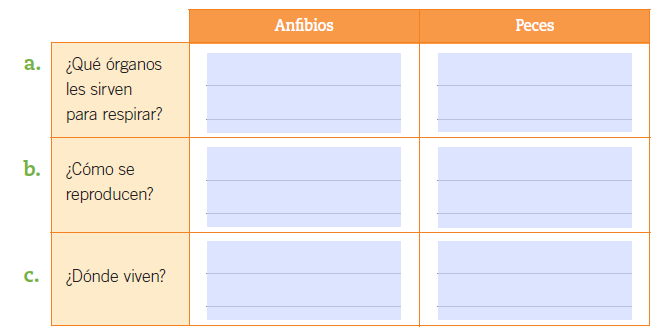 Anfibios Peces
a. ¿Qué órganos
les sirven
para respirar?
b. ¿Cómo se
reproducen?
c. ¿Dónde viven?